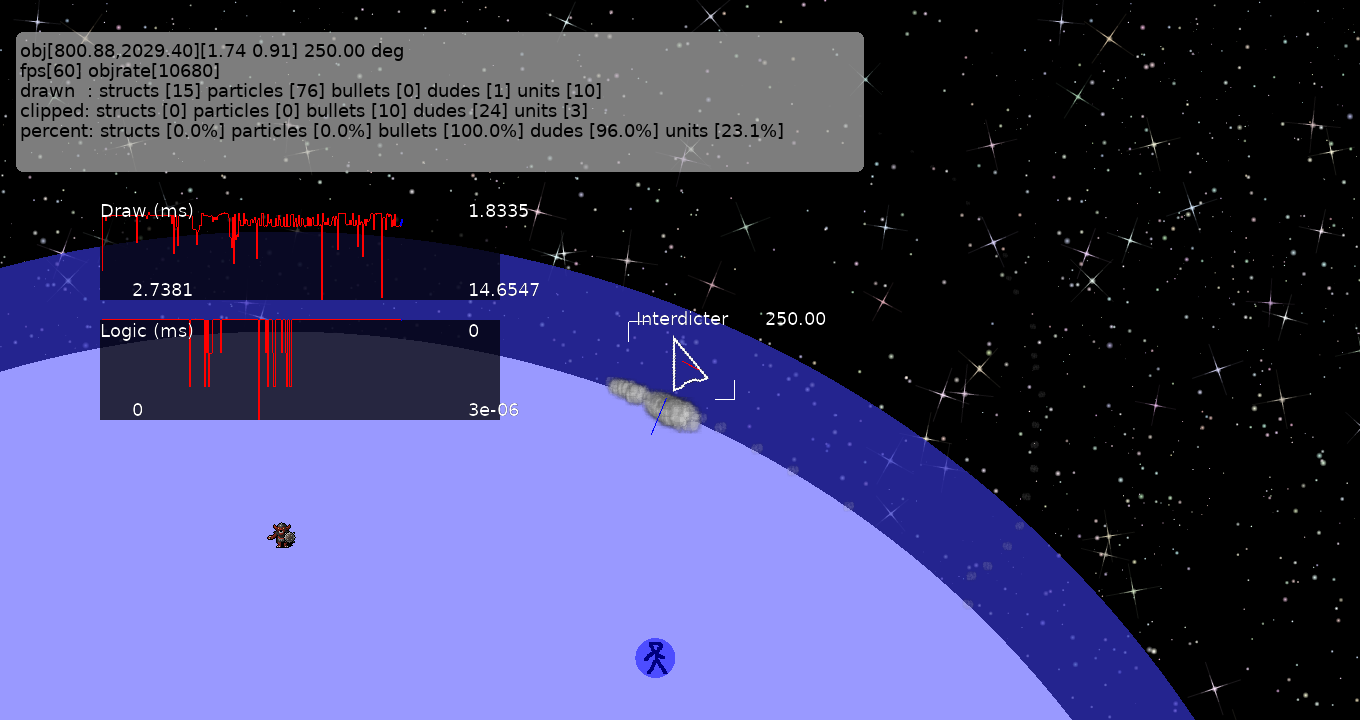 obj[800.88,2029.40][1.74 0.91] 250.00 deg
fps[60] objrate[10680]
drawn  : structs [15] particles [76] bullets [0] dudes [1] units [10]
clipped: structs [0] particles [0] bullets [10] dudes [24] units [3]
percent: structs [0.0%] particles [0.0%] bullets [100.0%] dudes [96.0%] units [23.1%]
Draw (ms) 1.8335
2.7381 14.6547
Interdicter 250.00
Logic (ms) 0
0 3e-06